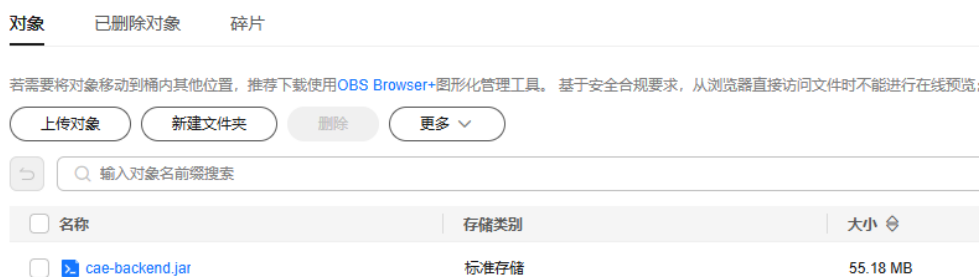 对象 已删除对象 碎片
若需要将对象移动到桶内其他位置，推荐下载使用OBS Browser+图形化管理工具。 基于安全合规要求，从浏览器直接访问文件时不能进行在线预览；
上传对象 新建文件夹 删除 更多
输入对象名前缀搜索
名称 存储类别 大小
cae-backend.jar 标准存储 55.18 MB